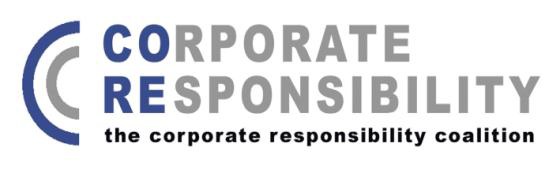 CORPORATE
RESPONSIBILITY
the corporate responsibility coalition